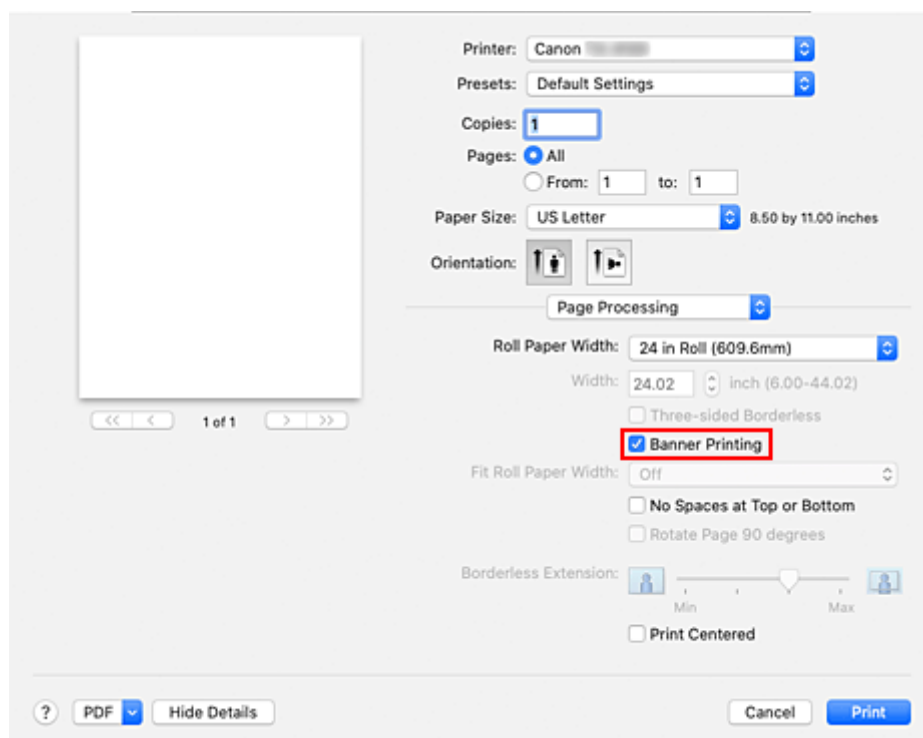 Printer: Canon
Presets: Default Settings
Copies: 1
Pages: All
From: 1 to: 1
Paper Size: US Letter 8.50 by 11.00 inches
Orientation:
Page Processing
Roll Paper Width: 24 in Roll (609.6mm)
Width: 24.02 inch (6.00-44.02)
Three-sided Borderless
<< < 1 of 1 > >>
Banner Printing
Fit Roll Paper Width: Off
No Spaces at Top or Bottom
Rotate Page 90 degrees
Borderless Extension:
Min Max
Print Centered
? PDF Hide Details Cancel Print